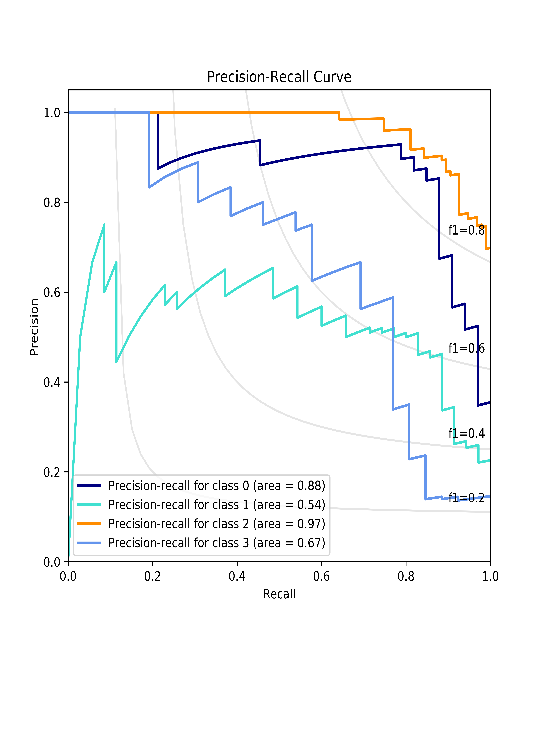 Precision-Recall Curve
1.0
0.8
f1=0.8
0.6
f1=0.6
Precision
0.4
f1=0.4
0.2
f1=0.2
Precision-recall for class 0 (area = 0.88)
Precision-recall for class 1 (area = 0.54)
Precision-recall for class 2 (area = 0.97)
Precision-recall for class 3 (area = 0.67)
0.0
0.0 0.2 0.4 0.6 0.8 1.0
Recall